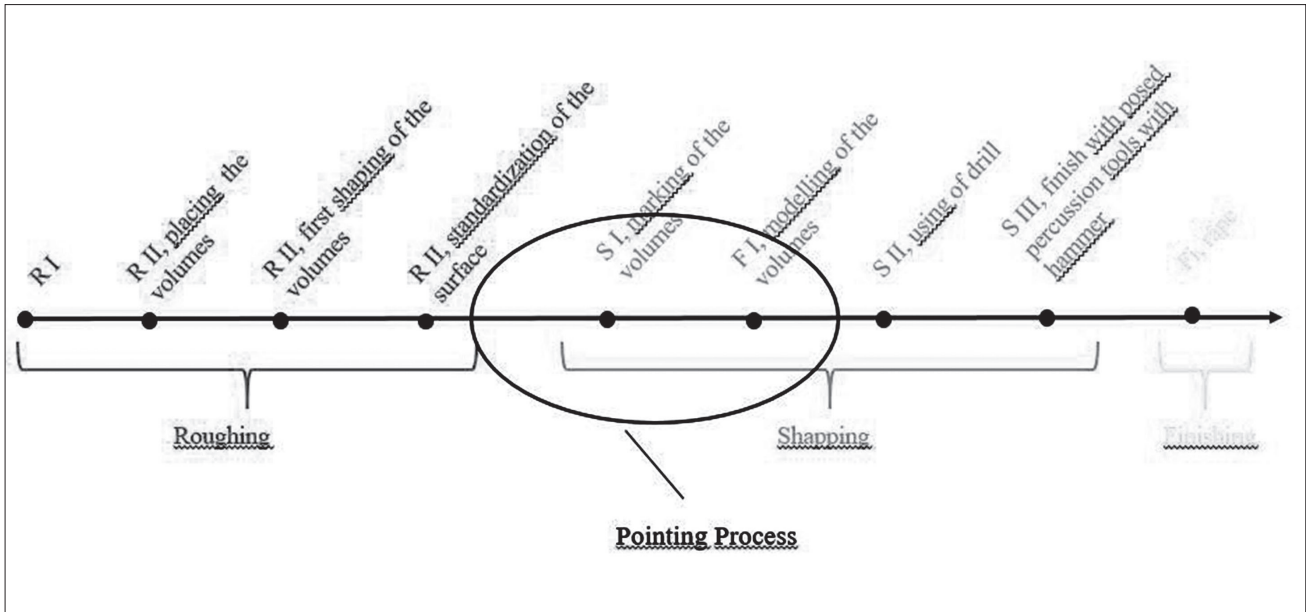 R I
R II, placing the
volumes
R II, first shaping of the
volumes
R II, standardization of the
surface
S I, marking of the
volumes
F I, modelling of the
volumes
S II, using of drill
S III, finish with posed
percussion tools with
hammer
F I, rape
Roughing
Shapping
Finishing
Pointing Process